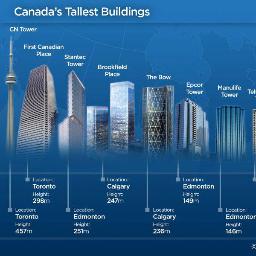 Canada's Tallest Buildings
CN Tower
First Canadian
Place
Stantec
Tower
Brookfield
Place
The Bow
Epcor
Tower
Manulife
Tower
Location:
Toronto
Height:
298m
Location:
Calgary
Height:
247m
Location:
Edmonton
Height:
149m
Location:
Toronto
Height:
457m
Location:
Edmonton
Height:
251m
Location:
Calgary
Height:
236m
Location:
Edmonton
Height:
146m